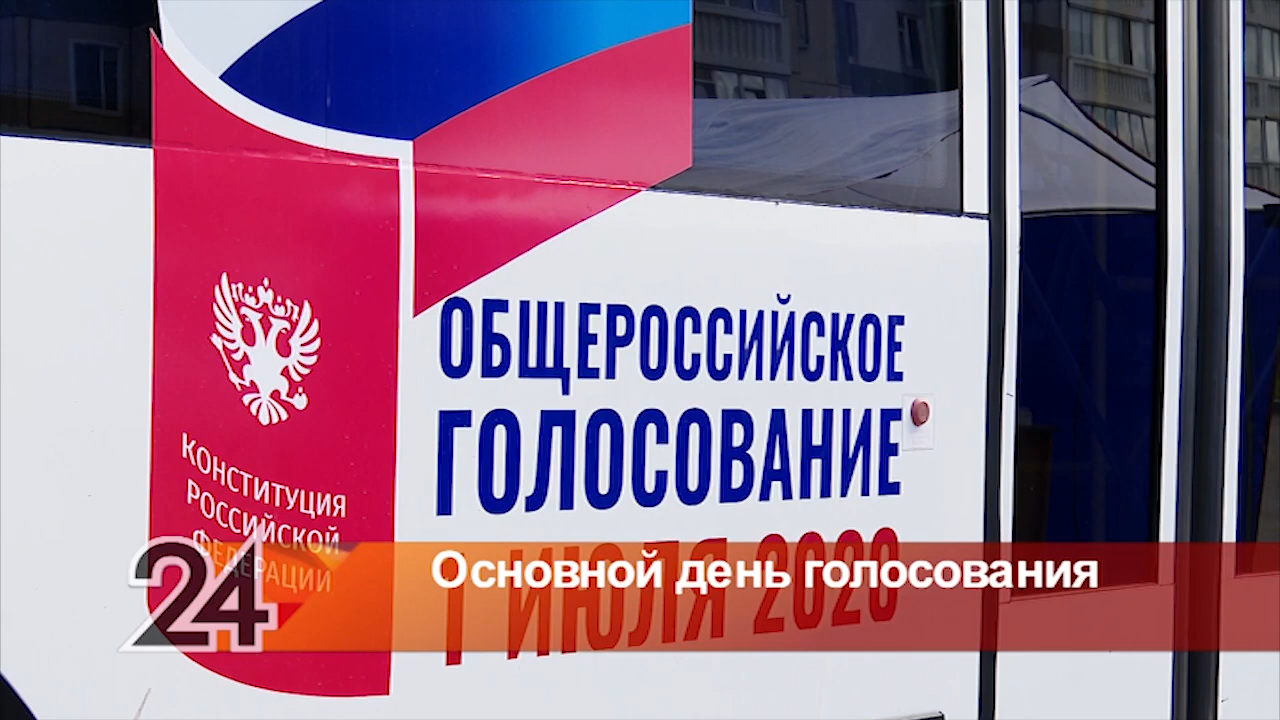 ОБЩЕРОССИЙСКОЕ
ГОЛОСОВАНИЕ
1 ИЮЛЯ 2020
КОНСТИТУЦИЯ
РОССИЙСКОЙ
ФЕДЕРАЦИИ
24
Основной день голосования